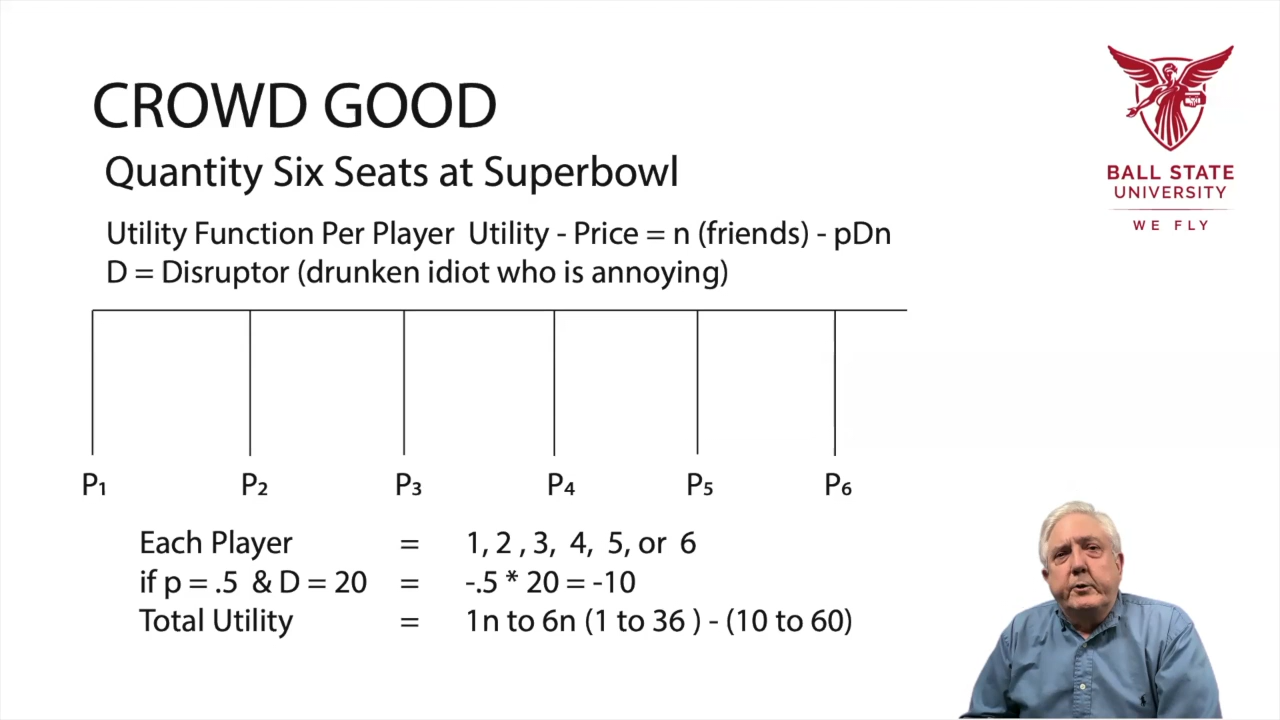 CROWD GOOD
Quantity Six Seats at Superbowl
Utility Function Per Player  Utility - Price = n (friends) - pDn
D = Disruptor (drunken idiot who is annoying)
P₁ P₂ P₃ P₄ P₅ P₆
Each Player = 1, 2 , 3, 4, 5, or 6
if p = .5 & D = 20 = -.5 * 20 = -10
Total Utility = 1n to 6n (1 to 36 ) - (10 to 60)
BALL STATE
UNIVERSITY
WE FLY